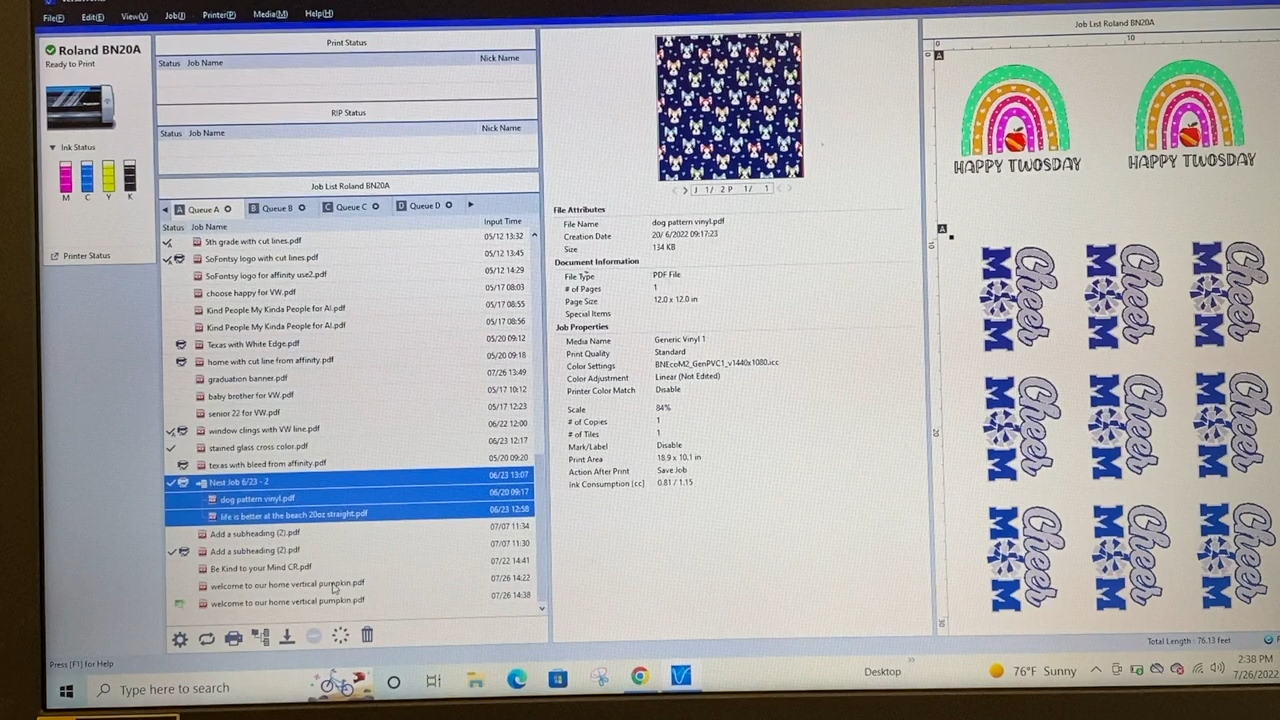 File(F) Edit(E) View(V) Job(J) Printer(P) Media(M) Help(H)
Roland BN20A
Ready to Print
Ink Status
M C Y K
Printer Status
Print Status
Status Job Name Nick Name
RIP Status
Status Job Name Nick Name
Job List Roland BN20A
A Queue A B Queue B C Queue C D Queue D
Status Job Name Input Time
5th grade with cut lines.pdf 05/12 13:32
SoFontsy logo with cut lines.pdf 05/12 13:45
SoFontsy logo for affinity use2.pdf 05/12 14:29
choose happy for VW.pdf 05/17 08:03
Kind People My Kinda People for AI.pdf 05/17 08:55
Kind People My Kinda People for AI.pdf 05/17 08:56
Texas with White Edge.pdf 05/20 09:12
home with cut line from affinity.pdf 05/20 09:18
graduation banner.pdf 07/26 13:49
baby brother for VW.pdf 05/17 10:12
senior 22 for VW.pdf 05/17 12:23
window clings with VW line.pdf 06/22 12:00
stained glass cross color.pdf 06/23 12:17
texas with bleed from affinity.pdf 05/20 09:20
Nest Job 6/23 - 2 06/23 13:07
dog pattern vinyl.pdf 06/20 09:17
life is better at the beach 20oz straight.pdf 06/23 12:58
Add a subheading (2).pdf 07/07 11:34
Add a subheading (2).pdf 07/07 11:30
Be Kind to your Mind CR.pdf 07/22 14:41
welcome to our home vertical pumpkin.pdf 07/26 14:22
welcome to our home vertical pumpkin.pdf 07/26 14:38
J 1/ 2 P 1/ 1
File Attributes
File Name dog pattern vinyl.pdf
Creation Date 20/ 6/2022 09:17:23
Size 134 KB
Document Information
File Type PDF File
# of Pages 1
Page Size 12.0 x 12.0 in
Special Items
Job Properties
Media Name Generic Vinyl 1
Print Quality Standard
Color Settings BNEcoM2_GenPVC1_v1440x1080.icc
Color Adjustment Linear (Not Edited)
Printer Color Match Disable
Scale 84%
# of Copies 1
# of Tiles 1
Mark/Label Disable
Print Area 18.9 x 10.1 in
Action After Print Save Job
Ink Consumption [cc] 0.81 / 1.15
Job List Roland BN20A
0 10
0 A
HAPPY TWOSDAY HAPPY TWOSDAY
A
10
Cheer MOM Cheer MOM Cheer MOM
20
Cheer MOM Cheer MOM Cheer MOM
Cheer MOM Cheer MOM Cheer MOM
30
Total Length : 76.13 feet
Press [F1] for Help
Type here to search
Desktop
76°F Sunny
2:38 PM
7/26/2022